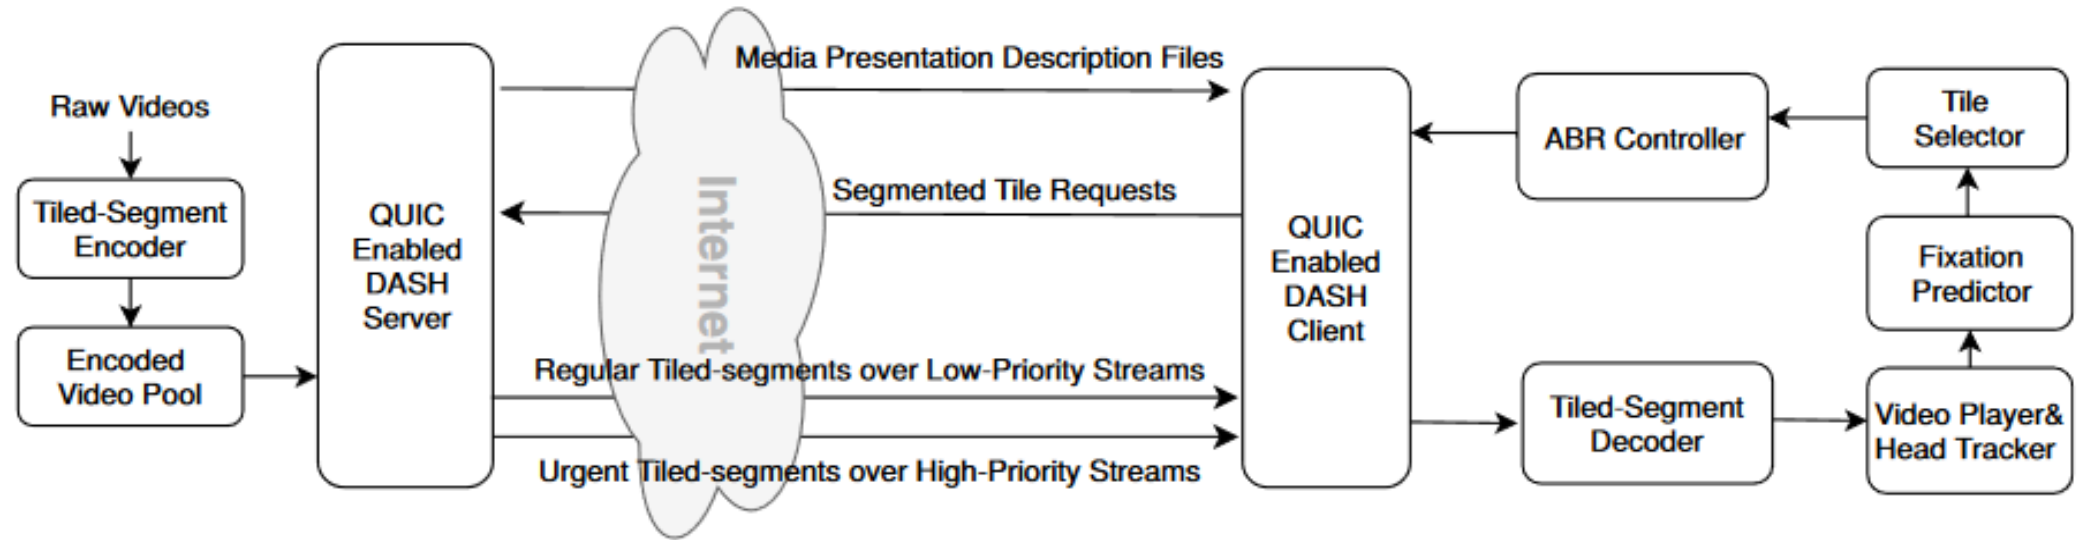 Raw Videos
Tiled-Segment
Encoder
Encoded
Video Pool
QUIC
Enabled
DASH
Server
Internet
Media Presentation Description Files
Segmented Tile Requests
Regular Tiled-segments over Low-Priority Streams
Urgent Tiled-segments over High-Priority Streams
QUIC
Enabled
DASH
Client
ABR Controller
Tile
Selector
Fixation
Predictor
Tiled-Segment
Decoder
Video Player&
Head Tracker